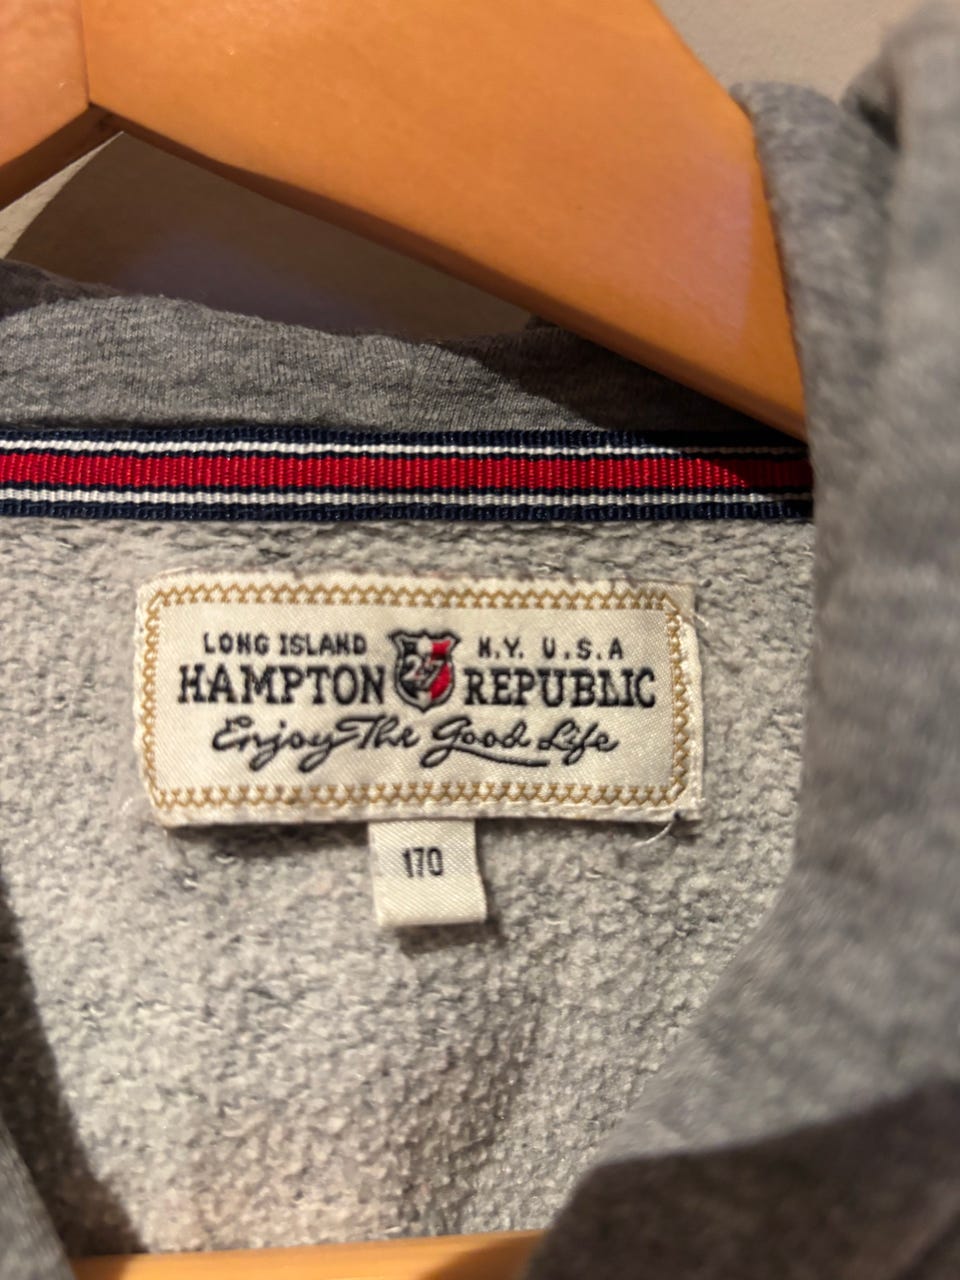 LONG ISLAND N.Y. U.S.A
HAMPTON 27 REPUBLIC
Enjoy The Good Life
170